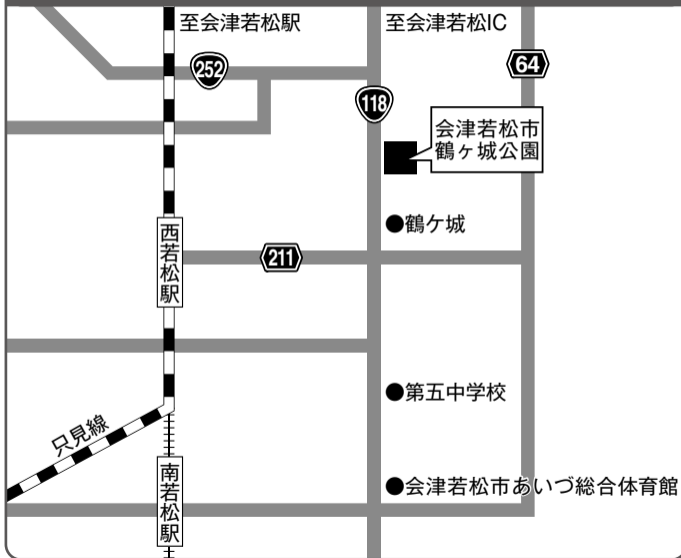 至会津若松駅
至会津若松IC
252
64
118
会津若松市
鶴ヶ城公園
鶴ケ城
西若松駅
211
第五中学校
只見線
南若松駅
会津若松市あいづ総合体育館